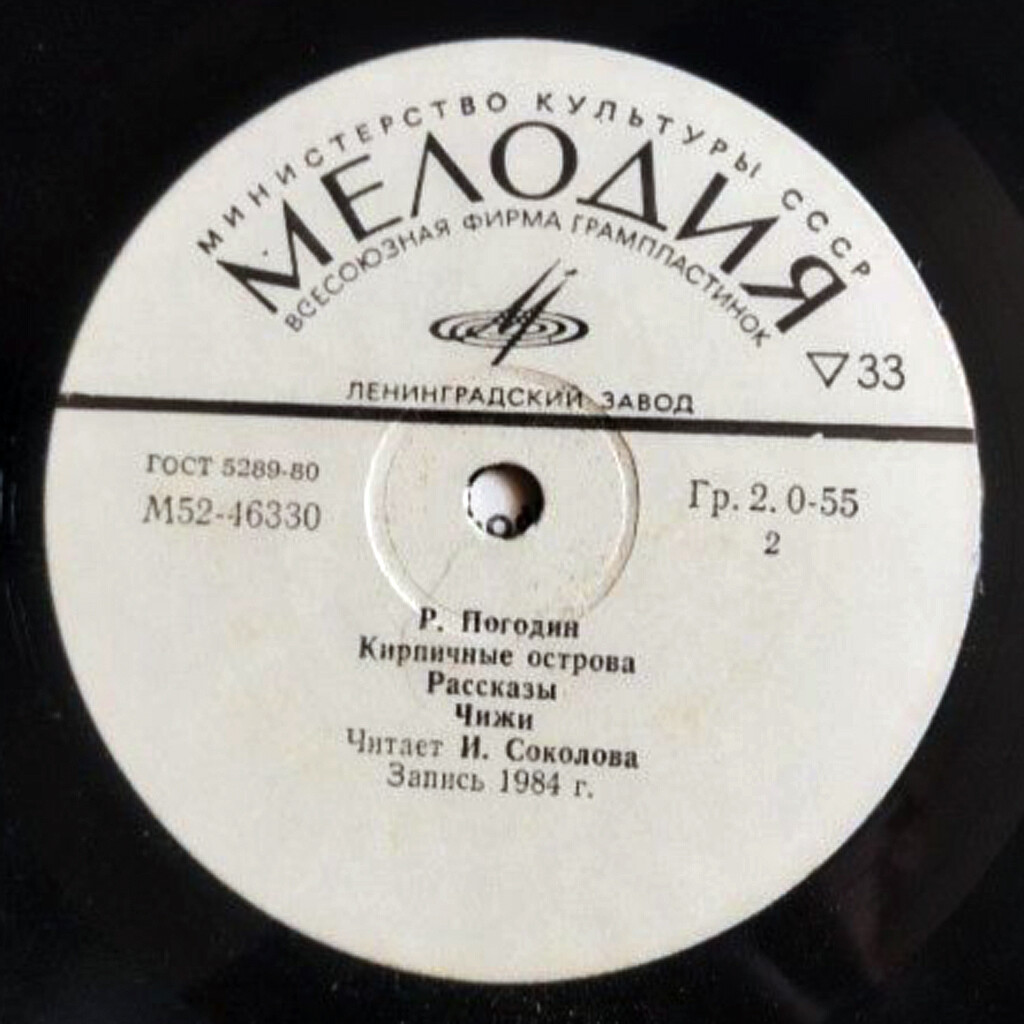 МИНИСТЕРСТВО КУЛЬТУРЫ СССР
МЕЛОДИЯ
ВСЕСОЮЗНАЯ ФИРМА ГРАМПЛАСТИНОК
▽33
ЛЕНИНГРАДСКИЙ ЗАВОД
ГОСТ 5289-80
М52-46330
Гр. 2. 0-55
2
Р. Погодин
Кирпичные острова
Рассказы
Чижи
Читает И. Соколова
Запись 1984 г.